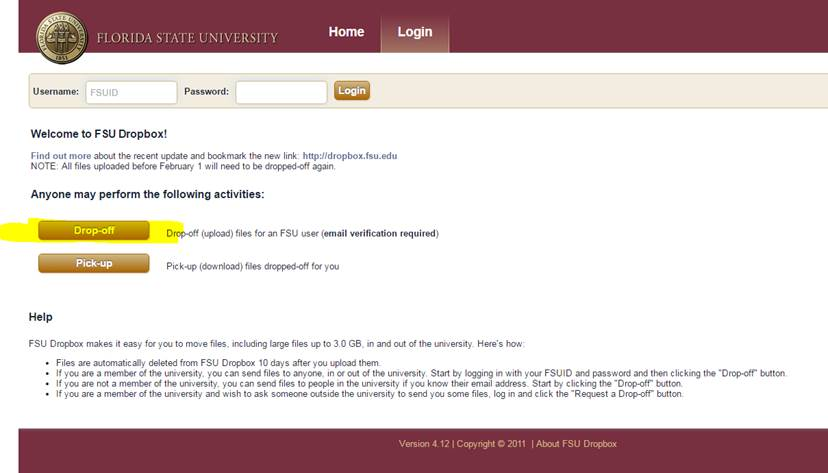 FLORIDA STATE UNIVERSITY
Home
Login
Username: FSUID Password: Login
Welcome to FSU Dropbox!
Find out more about the recent update and bookmark the new link: http://dropbox.fsu.edu
NOTE: All files uploaded before February 1 will need to be dropped-off again.
Anyone may perform the following activities:
Drop-off Drop-off (upload) files for an FSU user (email verification required)
Pick-up Pick-up (download) files dropped-off for you
Help
FSU Dropbox makes it easy for you to move files, including large files up to 3.0 GB, in and out of the university. Here's how:
• Files are automatically deleted from FSU Dropbox 10 days after you upload them.
• If you are a member of the university, you can send files to anyone, in or out of the university. Start by logging in with your FSUID and password and then clicking the "Drop-off" button.
• If you are not a member of the university, you can send files to people in the university if you know their email address. Start by clicking the "Drop-off" button.
• If you are a member of the university and wish to ask someone outside the university to send you some files, log in and click the "Request a Drop-off" button.
Version 4.12 | Copyright © 2011 | About FSU Dropbox